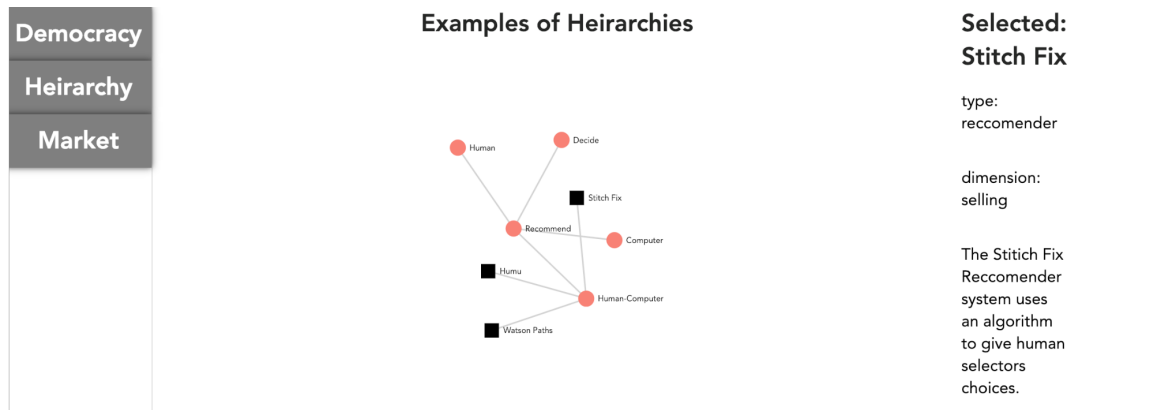 Democracy
Heirarchy
Market
Examples of Heirarchies
Human
Decide
Stitch Fix
Recommend
Computer
Humu
Human-Computer
Watson Paths
Selected:
Stitch Fix
type:
reccomender
dimension:
selling
The Stitich Fix
Reccomender
system uses
an algorithm
to give human
selectors
choices.